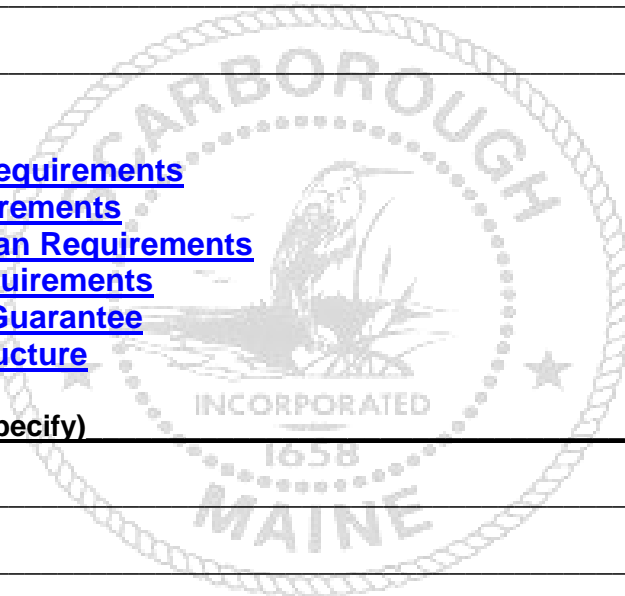 SCARBOROUGH
equirements
rements
an Requirements
uirements
Guarantee
ucture
INCORPORATED
pecify)
1658
MAINE